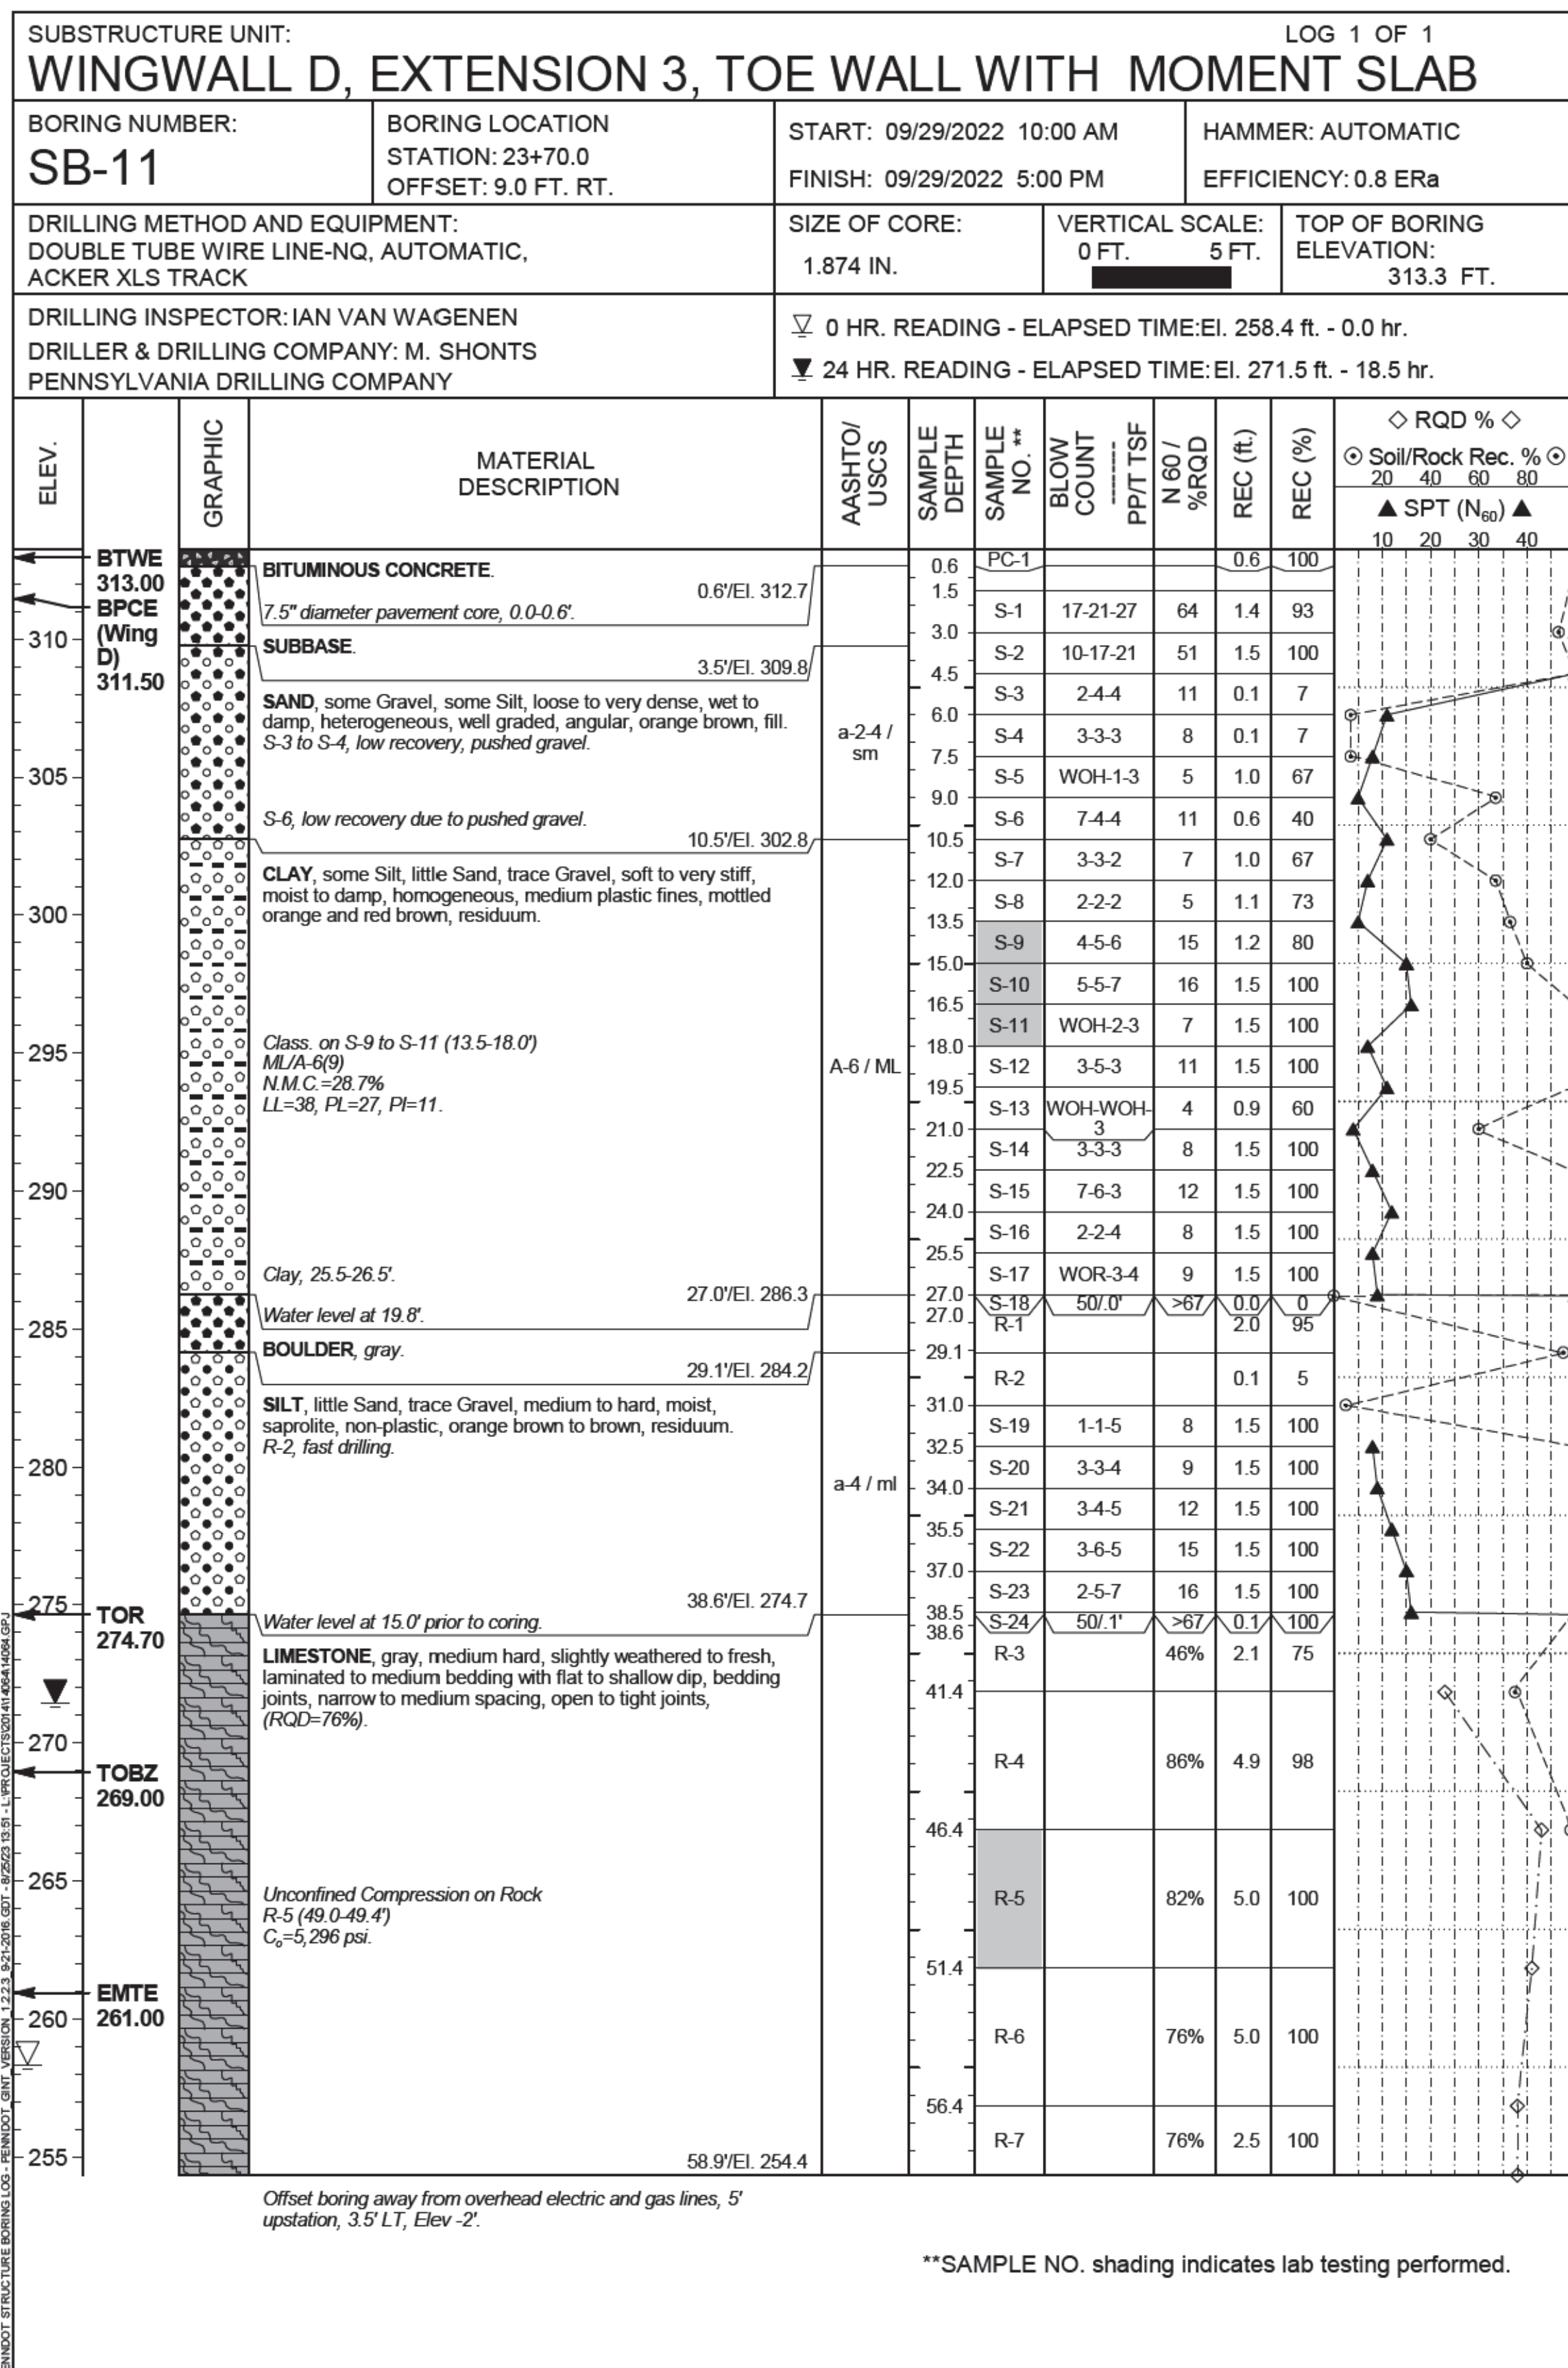 SUBSTRUCTURE UNIT:
LOG 1 OF 1
WINGWALL D, EXTENSION 3, TOE WALL WITH MOMENT SLAB
BORING NUMBER:
SB-11
BORING LOCATION
STATION: 23+70.0
OFFSET: 9.0 FT. RT.
START: 09/29/2022 10:00 AM
FINISH: 09/29/2022 5:00 PM
HAMMER: AUTOMATIC
EFFICIENCY: 0.8 ERa
DRILLING METHOD AND EQUIPMENT:
DOUBLE TUBE WIRE LINE-NQ, AUTOMATIC,
ACKER XLS TRACK
SIZE OF CORE:
1.874 IN.
VERTICAL SCALE:
0 FT. 5 FT.
TOP OF BORING
ELEVATION:
313.3 FT.
DRILLING INSPECTOR: IAN VAN WAGENEN
DRILLER & DRILLING COMPANY: M. SHONTS
PENNSYLVANIA DRILLING COMPANY
0 HR. READING - ELAPSED TIME:El. 258.4 ft. - 0.0 hr.
24 HR. READING - ELAPSED TIME: El. 271.5 ft. - 18.5 hr.
ELEV.
GRAPHIC
MATERIAL
DESCRIPTION
AASHTO/
USCS
SAMPLE
DEPTH
SAMPLE
NO. **
BLOW
COUNT
--------
PP/T TSF
N 60 /
%RQD
REC (ft.)
REC (%)
◇ RQD % ◇
⊙ Soil/Rock Rec. % ⊙
20 40 60 80
▲ SPT (N60) ▲
10 20 30 40
310
305
300
295
290
285
280
275
270
265
260
255
BTWE
313.00
BPCE
(Wing
D)
311.50
TOR
274.70
TOBZ
269.00
EMTE
261.00
BITUMINOUS CONCRETE.
0.6'/El. 312.7
7.5" diameter pavement core, 0.0-0.6'.
SUBBASE.
3.5'/El. 309.8
SAND, some Gravel, some Silt, loose to very dense, wet to
damp, heterogeneous, well graded, angular, orange brown, fill.
S-3 to S-4, low recovery, pushed gravel.
S-6, low recovery due to pushed gravel.
10.5'/El. 302.8
CLAY, some Silt, little Sand, trace Gravel, soft to very stiff,
moist to damp, homogeneous, medium plastic fines, mottled
orange and red brown, residuum.
Class. on S-9 to S-11 (13.5-18.0')
ML/A-6(9)
N.M.C.=28.7%
LL=38, PL=27, PI=11.
Clay, 25.5-26.5'.
27.0'/El. 286.3
Water level at 19.8'.
BOULDER, gray.
29.1'/El. 284.2
SILT, little Sand, trace Gravel, medium to hard, moist,
saprolite, non-plastic, orange brown to brown, residuum.
R-2, fast drilling.
38.6'/El. 274.7
Water level at 15.0' prior to coring.
LIMESTONE, gray, medium hard, slightly weathered to fresh,
laminated to medium bedding with flat to shallow dip, bedding
joints, narrow to medium spacing, open to tight joints,
(RQD=76%).
Unconfined Compression on Rock
R-5 (49.0-49.4')
Co=5,296 psi.
58.9'/El. 254.4
Offset boring away from overhead electric and gas lines, 5'
upstation, 3.5' LT, Elev -2'.
a-2-4 /
sm
A-6 / ML
a-4 / ml
0.6
1.5
3.0
4.5
6.0
7.5
9.0
10.5
12.0
13.5
15.0
16.5
18.0
19.5
21.0
22.5
24.0
25.5
27.0
27.0
29.1
31.0
32.5
34.0
35.5
37.0
38.5
38.6
41.4
46.4
51.4
56.4
PC-1 0.6 100
S-1 17-21-27 64 1.4 93
S-2 10-17-21 51 1.5 100
S-3 2-4-4 11 0.1 7
S-4 3-3-3 8 0.1 7
S-5 WOH-1-3 5 1.0 67
S-6 7-4-4 11 0.6 40
S-7 3-3-2 7 1.0 67
S-8 2-2-2 5 1.1 73
S-9 4-5-6 15 1.2 80
S-10 5-5-7 16 1.5 100
S-11 WOH-2-3 7 1.5 100
S-12 3-5-3 11 1.5 100
S-13 WOH-WOH- 4 0.9 60
3
S-14 3-3-3 8 1.5 100
S-15 7-6-3 12 1.5 100
S-16 2-2-4 8 1.5 100
S-17 WOR-3-4 9 1.5 100
S-18 50/.0' >67 0.0 0
R-1 2.0 95
R-2 0.1 5
S-19 1-1-5 8 1.5 100
S-20 3-3-4 9 1.5 100
S-21 3-4-5 12 1.5 100
S-22 3-6-5 15 1.5 100
S-23 2-5-7 16 1.5 100
S-24 50/.1' >67 0.1 100
R-3 46% 2.1 75
R-4 86% 4.9 98
R-5 82% 5.0 100
R-6 76% 5.0 100
R-7 76% 2.5 100
**SAMPLE NO. shading indicates lab testing performed.
STRUCTURE BORING LOG - PENNDOT_GINT_VERSION_1.2.2.3_9-21-2016.GDT - 8/25/23 13:51 - L:\PROJECTS\2014\14064\14064.GPJ